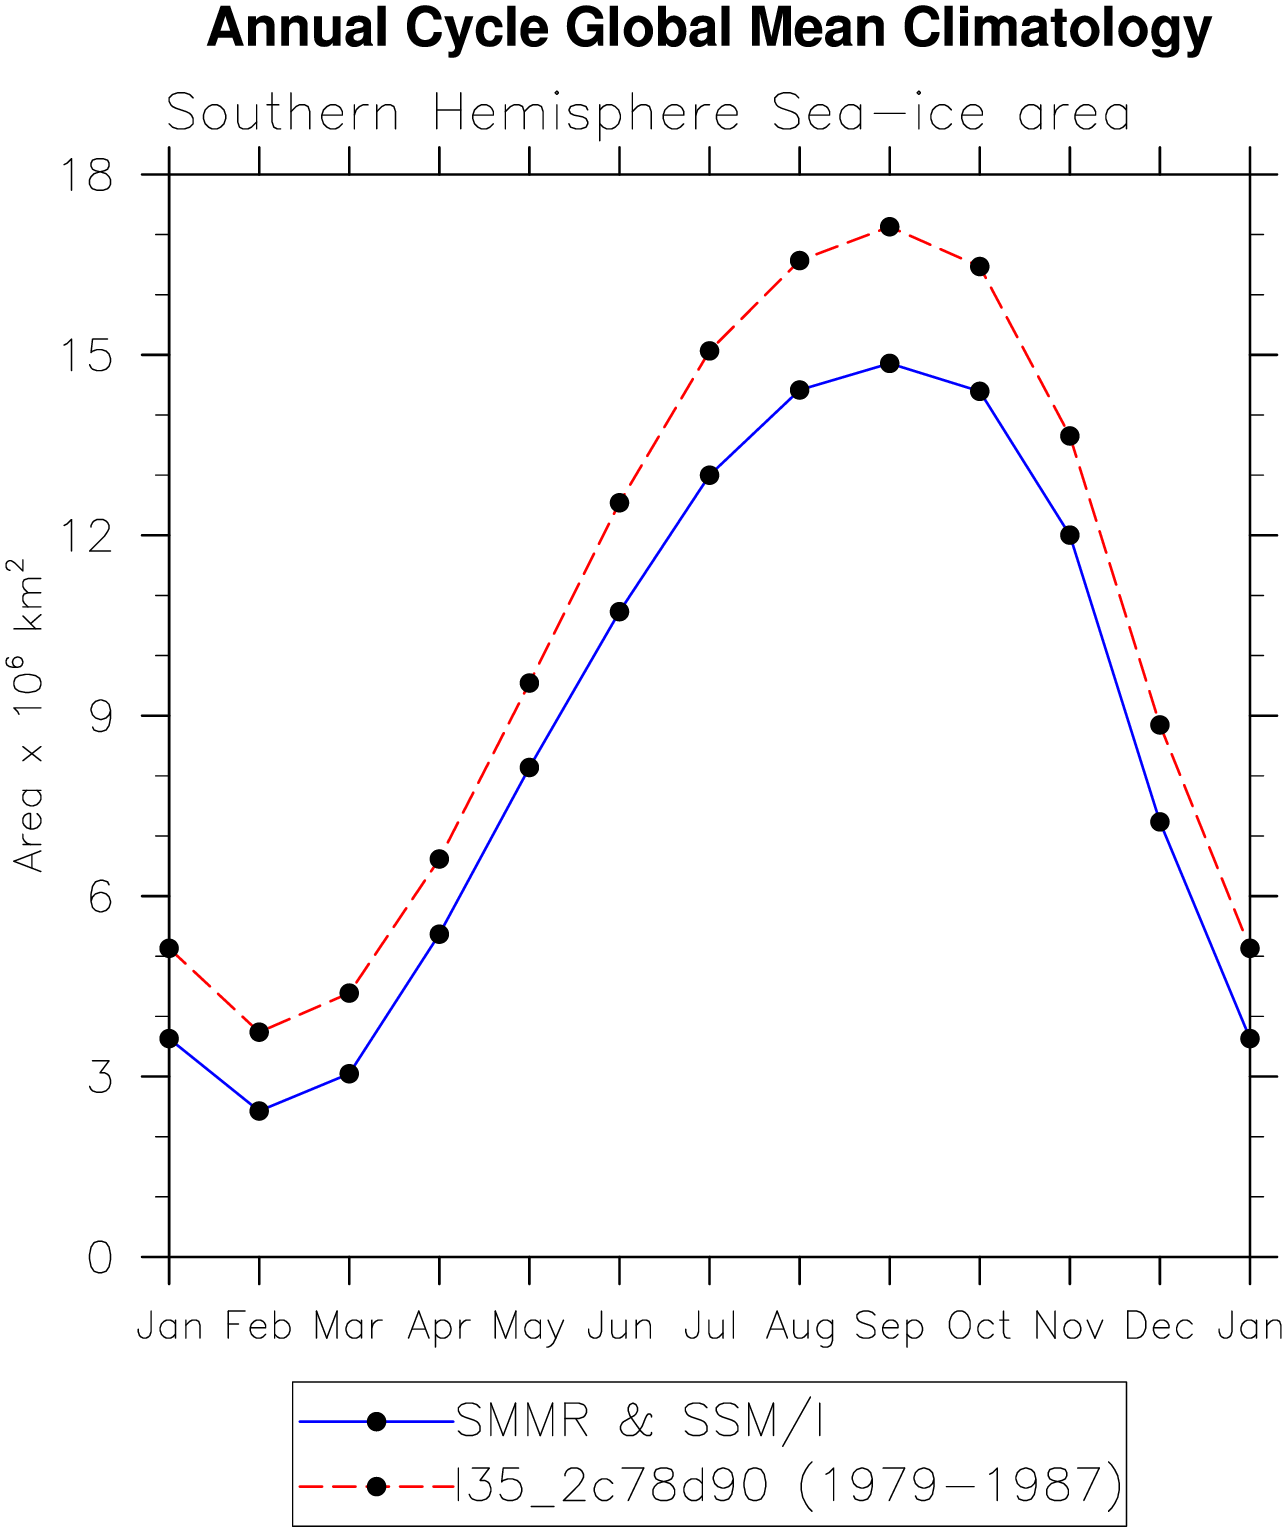 Annual Cycle Global Mean Climatology
Southern Hemisphere Sea-ice area
18
15
12
9
6
3
0
Area x 10⁶ km²
Jan Feb Mar Apr May Jun Jul Aug Sep Oct Nov Dec Jan
SMMR & SSM/I
I35_2c78d90 (1979-1987)